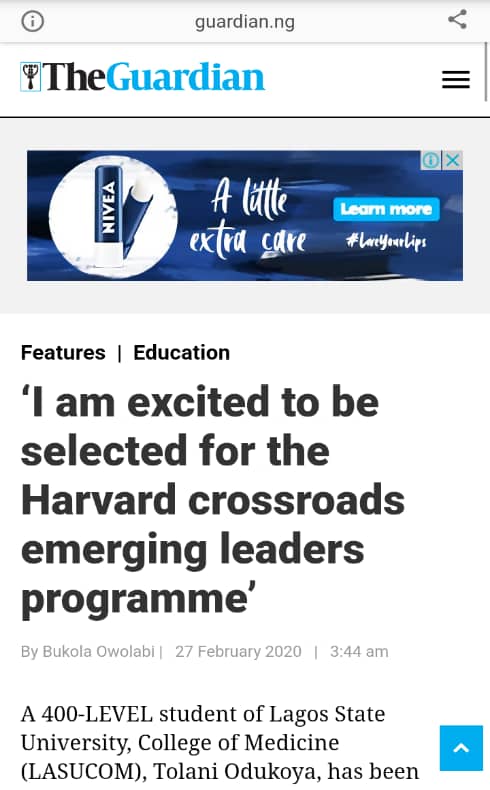 guardian.ng
TheGuardian
NIVEA
A little
extra care
Learn more
#LoveYourLips
Features | Education
‘I am excited to be
selected for the
Harvard crossroads
emerging leaders
programme’
By Bukola Owolabi | 27 February 2020 | 3:44 am
A 400-LEVEL student of Lagos State
University, College of Medicine
(LASUCOM), Tolani Odukoya, has been